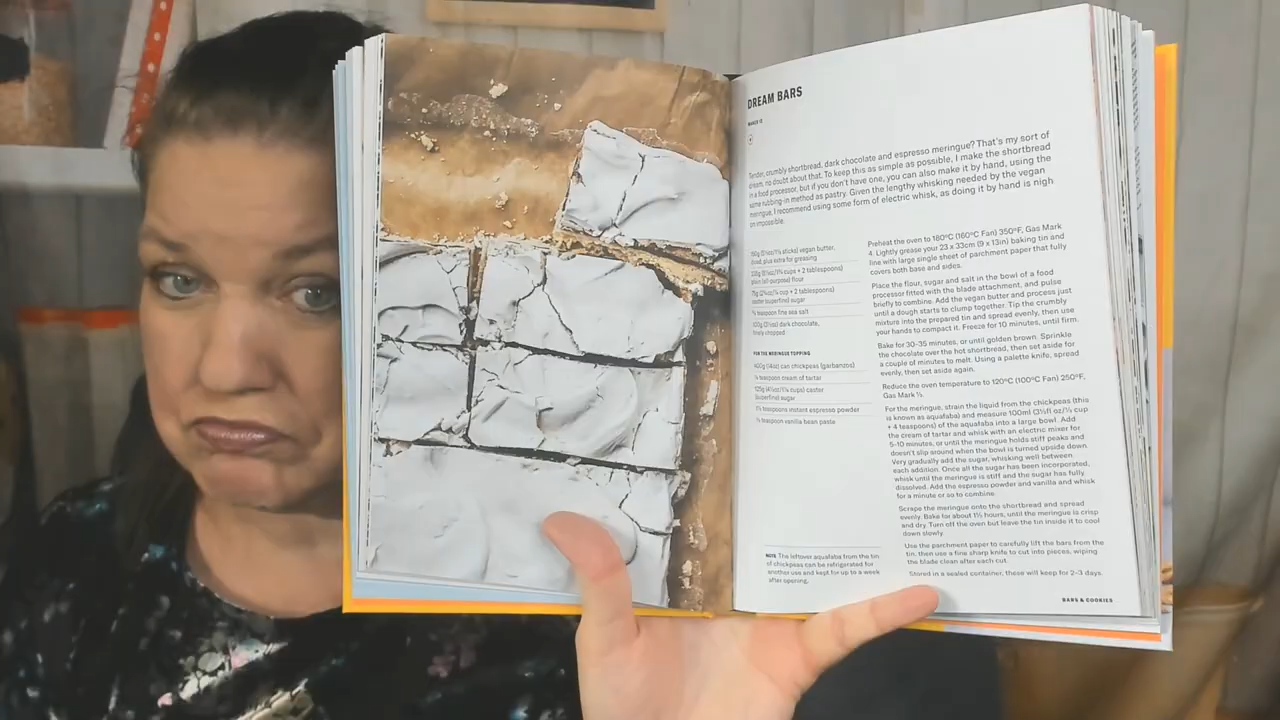 DREAM BARS
MAKES 12
Tender, crumbly shortbread, dark chocolate and espresso meringue? That's my sort of
dream, no doubt about that. To keep this as simple as possible, I make the shortbread
in a food processor, but if you don't have one, you can also make it by hand, using the
same rubbing-in method as pastry. Given the lengthy whisking needed by the vegan
meringue, I recommend using some form of electric whisk, as doing it by hand is nigh
on impossible.
vegan butter,
plus extra for greasing
cups + 2 tablespoons)
plain (all-purpose) flour
cup + 2 tablespoons)
caster (superfine) sugar
teaspoon fine sea salt
dark chocolate,
finely chopped
FOR THE MERINGUE TOPPING
400g (14oz) can chickpeas (garbanzos)
teaspoon cream of tartar
caster
(superfine) sugar
teaspoons instant espresso powder
teaspoon vanilla bean paste
NOTE The leftover aquafaba from the tin
of chickpeas can be refrigerated for
another use and kept for up to a week
after opening.
Preheat the oven to 180°C (160°C Fan) 350°F, Gas Mark
4. Lightly grease your 23 x 33cm (9 x 13in) baking tin and
line with large single sheet of parchment paper that fully
covers both base and sides.
Place the flour, sugar and salt in the bowl of a food
processor fitted with the blade attachment, and pulse
briefly to combine. Add the vegan butter and process just
until a dough starts to clump together. Tip the crumbly
mixture into the prepared tin and spread evenly, then use
your hands to compact it. Freeze for 10 minutes, until firm.
Bake for 30-35 minutes, or until golden brown. Sprinkle
the chocolate over the hot shortbread, then set aside for
a couple of minutes to melt. Using a palette knife, spread
evenly, then set aside again.
Reduce the oven temperature to 120°C (100°C Fan) 250°F,
Gas Mark ½.
For the meringue, strain the liquid from the chickpeas (this
is known as aquafaba) and measure 100ml (3½fl oz/⅓ cup
+ 4 teaspoons) of the aquafaba into a large bowl. Add
the cream of tartar and whisk with an electric mixer for
5-10 minutes, or until the meringue holds stiff peaks and
doesn't slip around when the bowl is turned upside down.
Very gradually add the sugar, whisking well between
each addition. Once all the sugar has been incorporated,
whisk until the meringue is stiff and the sugar has fully
dissolved. Add the espresso powder and vanilla and whisk
for a minute or so to combine.
Scrape the meringue onto the shortbread and spread
evenly. Bake for about 1½ hours, until the meringue is crisp
and dry. Turn off the oven but leave the tin inside it to cool
down slowly.
Use the parchment paper to carefully lift the bars from the
tin, then use a fine sharp knife to cut into pieces, wiping
the blade clean after each cut.
Stored in a sealed container, these will keep for 2-3 days.
BARS & COOKIES